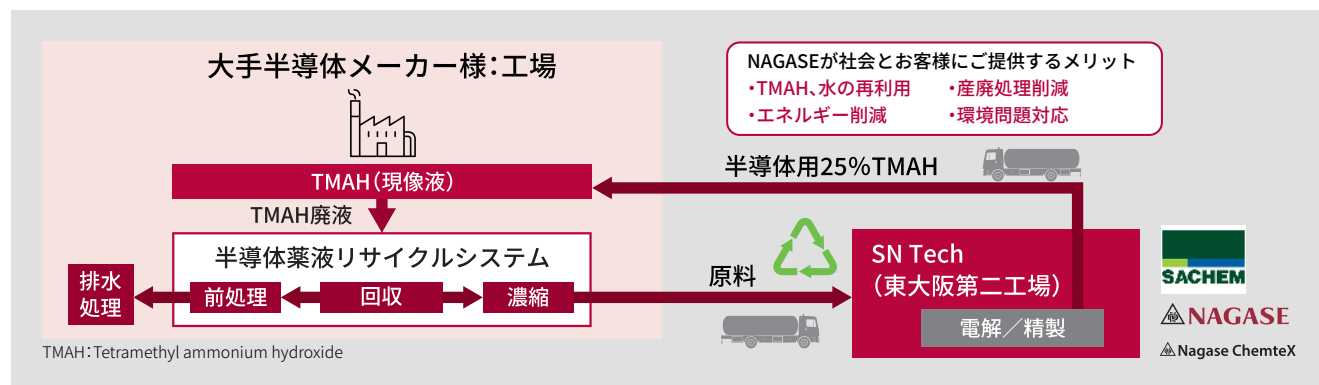 大手半導体メーカー様：工場
TMAH（現像液）
TMAH廃液
半導体薬液リサイクルシステム
排水
処理
前処理
回収
濃縮
TMAH：Tetramethyl ammonium hydroxide
NAGASEが社会とお客様にご提供するメリット
・TMAH、水の再利用 ・産廃処理削減
・エネルギー削減 ・環境問題対応
半導体用25％TMAH
原料
SN Tech
（東大阪第二工場）
電解／精製
SACHEM
NAGASE
Nagase ChemteX